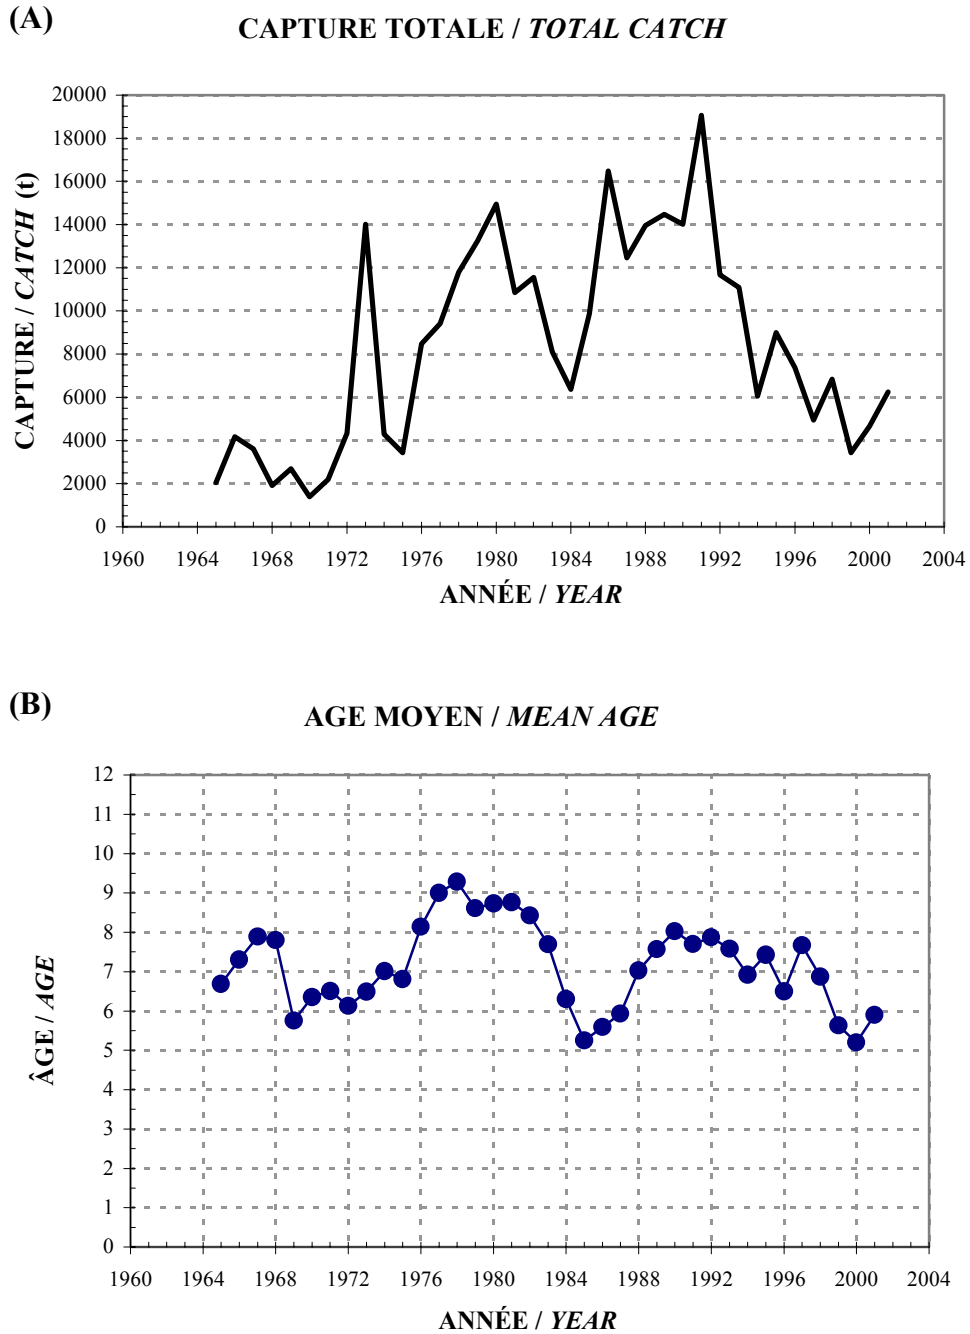 (A)
CAPTURE TOTALE / TOTAL CATCH
CAPTURE / CATCH (t)
20000
18000
16000
14000
12000
10000
8000
6000
4000
2000
0
1960 1964 1968 1972 1976 1980 1984 1988 1992 1996 2000 2004
ANNÉE / YEAR
(B)
AGE MOYEN / MEAN AGE
ÂGE / AGE
12
11
10
9
8
7
6
5
4
3
2
1
0
1960 1964 1968 1972 1976 1980 1984 1988 1992 1996 2000 2004
ANNÉE / YEAR